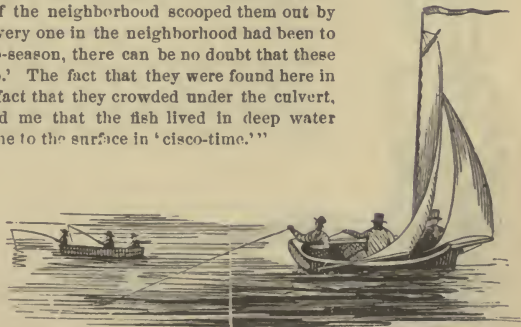 f the neighborhood scooped them out by
very one in the neighborhood had been to
-season, there can be no doubt that these
.' The fact that they were found here in
fact that they crowded under the culvert,
d me that the fish lived in deep water
ne to the surface in 'cisco-time.'"